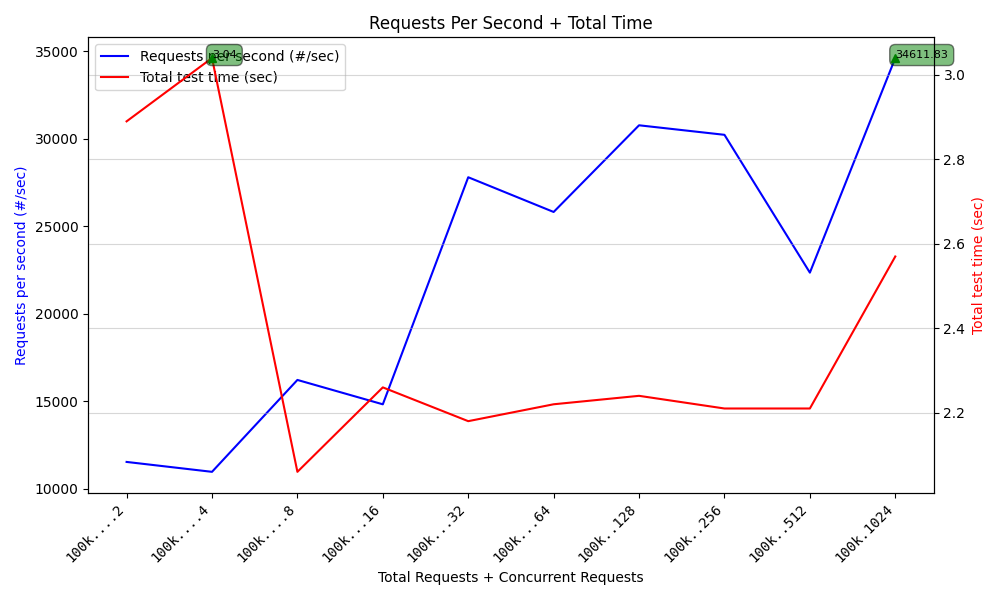 Requests Per Second + Total Time
Requests per second (#/sec)
Total test time (sec)
3.04
34611.83
35000
30000
25000
20000
15000
10000
Requests per second (#/sec)
3.0
2.8
2.6
2.4
2.2
Total test time (sec)
100k....2
100k....4
100k....8
100k...16
100k...32
100k...64
100k..128
100k..256
100k..512
100k.1024
Total Requests + Concurrent Requests